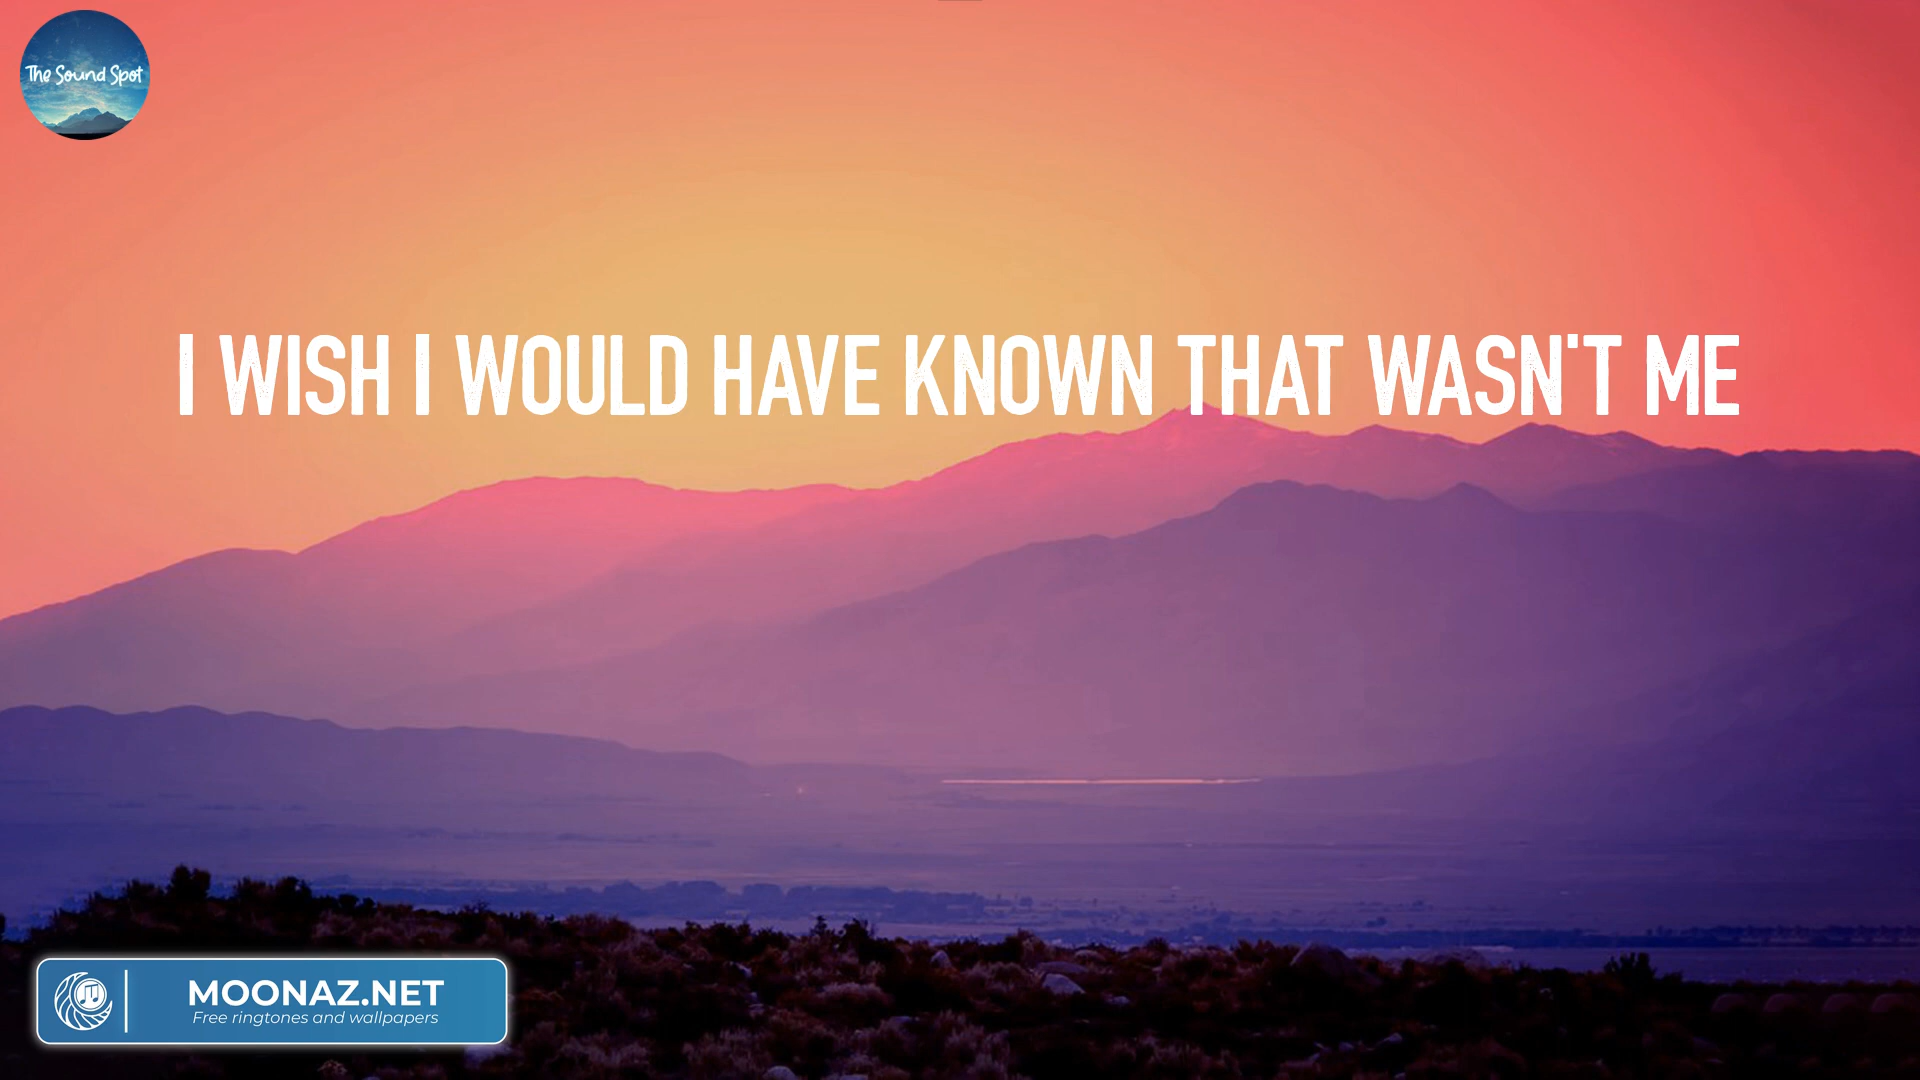 The Sound Spot
I WISH I WOULD HAVE KNOWN THAT WASN'T ME
MOONAZ.NET
Free ringtones and wallpapers